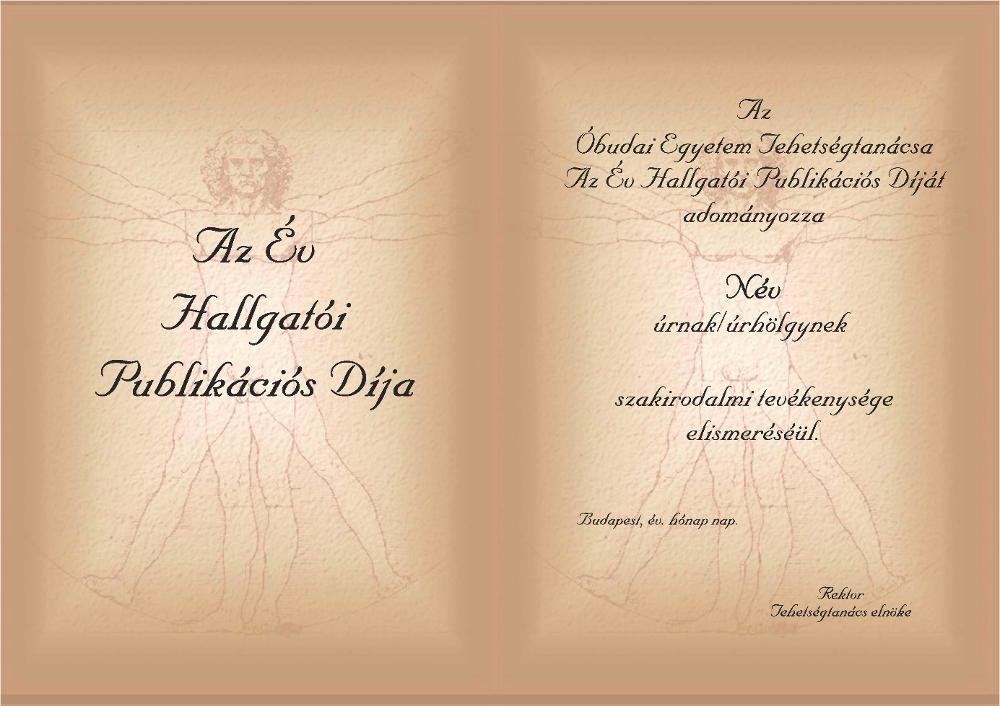 Az Év
Hallgatói
Publikációs Díja
Az
Óbudai Egyetem Tehetségtanácsa
Az Év Hallgatói Publikációs Díját
adományozza
Név
úrnak/úrhölgynek
szakirodalmi tevékenysége
elismeréséül.
Budapest, év. hónap nap.
Rektor
Tehetségtanács elnöke